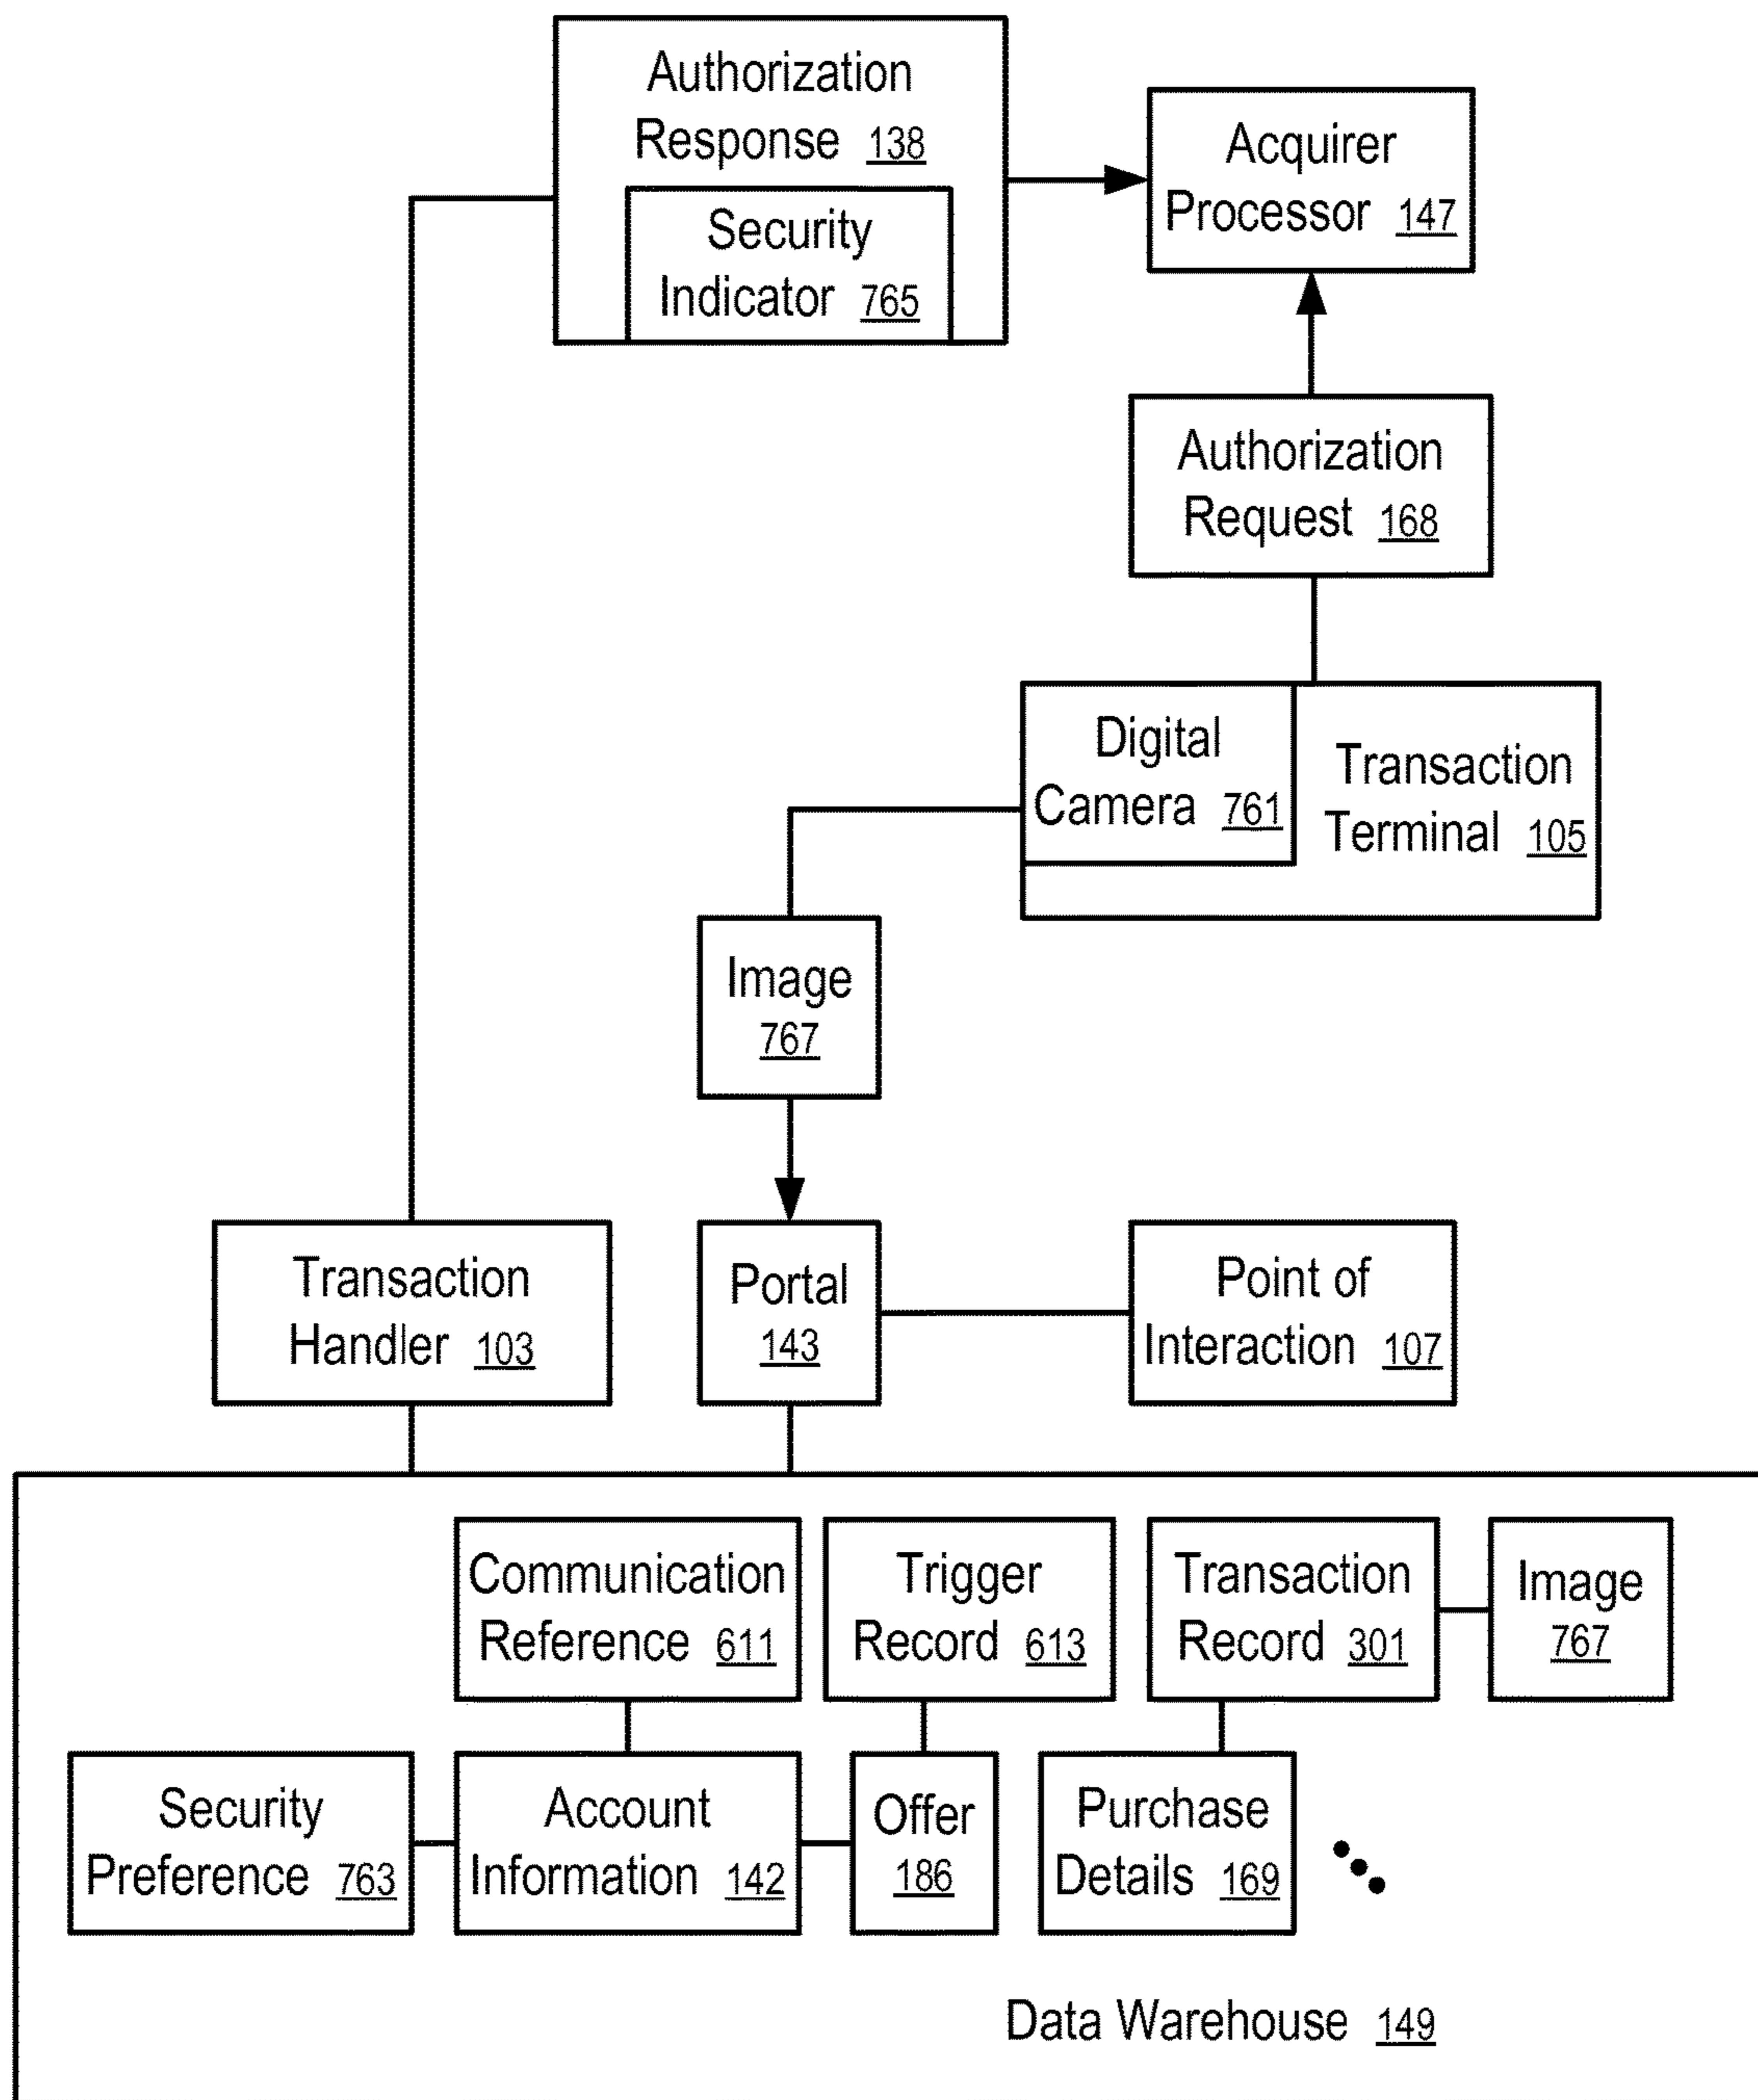 Authorization
Response 138
Security
Indicator 765
Acquirer
Processor 147
Authorization
Request 168
Digital
Camera 761
Transaction
Terminal 105
Image
767
Transaction
Handler 103
Portal
143
Point of
Interaction 107
Communication
Reference 611
Trigger
Record 613
Transaction
Record 301
Image
767
Security
Preference 763
Account
Information 142
Offer
186
Purchase
Details 169
Data Warehouse 149